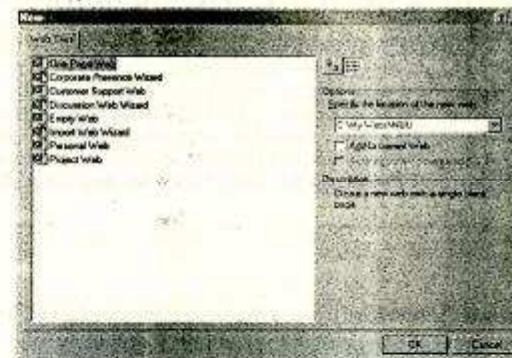 New
One Page Web
Corporate Presence Wizard
Customer Support Web
Discussion Web Wizard
Empty Web
Import Web Wizard
Personal Web
Project Web
Options
Specify the location of the new web
Add to current Web
Description
Create a new web with a single blank
page.
OK
Cancel